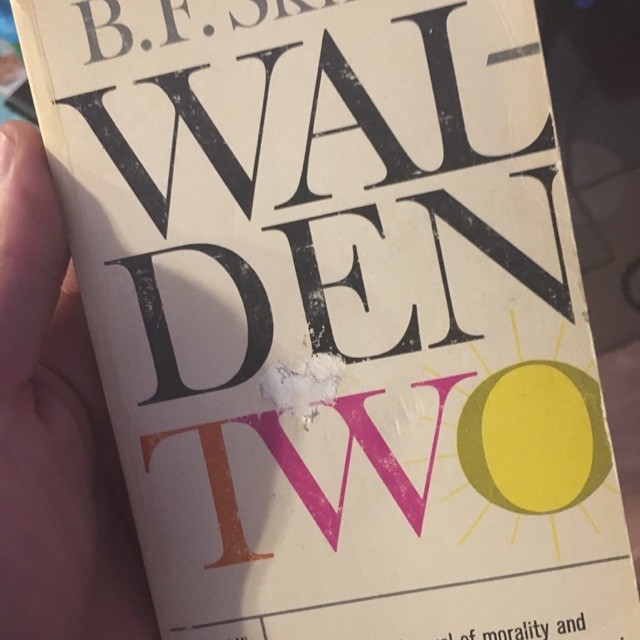 B.F.
WAL-
DEN
TWO
of morality and